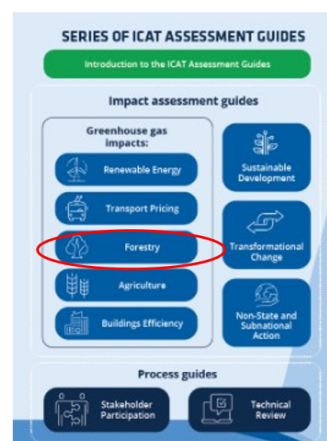 SERIES OF ICAT ASSESSMENT GUIDES
Introduction to the ICAT Assessment Guides
Impact assessment guides
Greenhouse gas
impacts:
Renewable Energy
Transport Pricing
Forestry
Agriculture
Buildings Efficiency
Sustainable
Development
Transformational
Change
Non-State and
Subnational
Action
Process guides
Stakeholder
Participation
Technical
Review